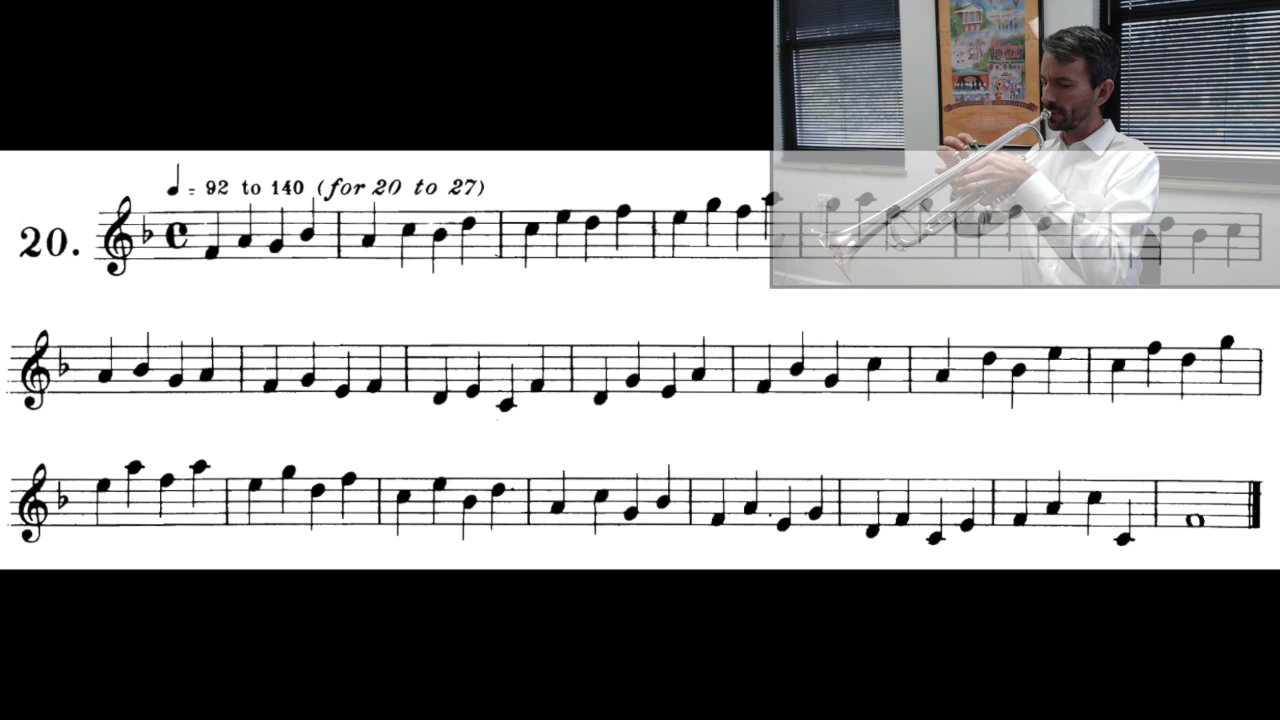 ♩ = 92 to 140 (for 20 to 27)
20.